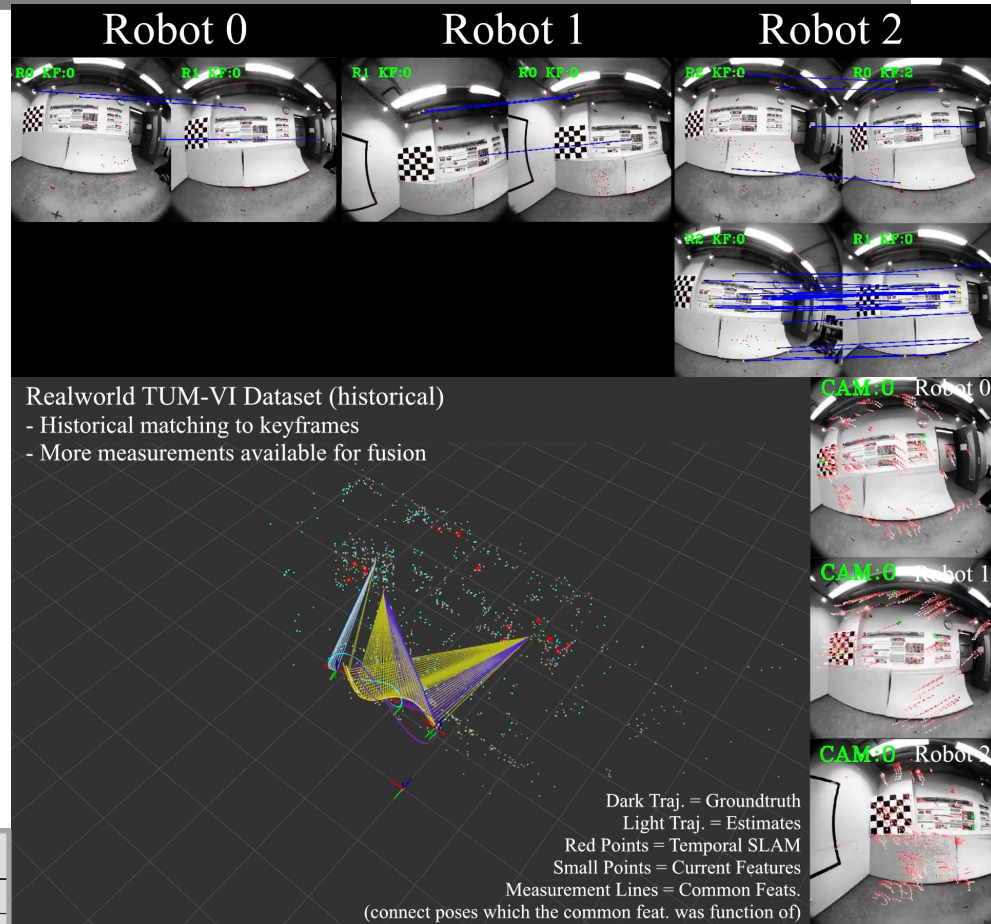 Robot 0
Robot 1
Robot 2
R0 KF:0
R1 KF:0
R1 KF:0
R0 KF:0
R2 KF:0
R0 KF:2
R2 KF:0
R1 KF:0
Realworld TUM-VI Dataset (historical)
- Historical matching to keyframes
- More measurements available for fusion
CAM:0 Robot 0
CAM:0 Robot 1
CAM:0 Robot 2
Dark Traj. = Groundtruth
Light Traj. = Estimates
Red Points = Temporal SLAM
Small Points = Current Features
Measurement Lines = Common Feats.
(connect poses which the common feat. was function of)